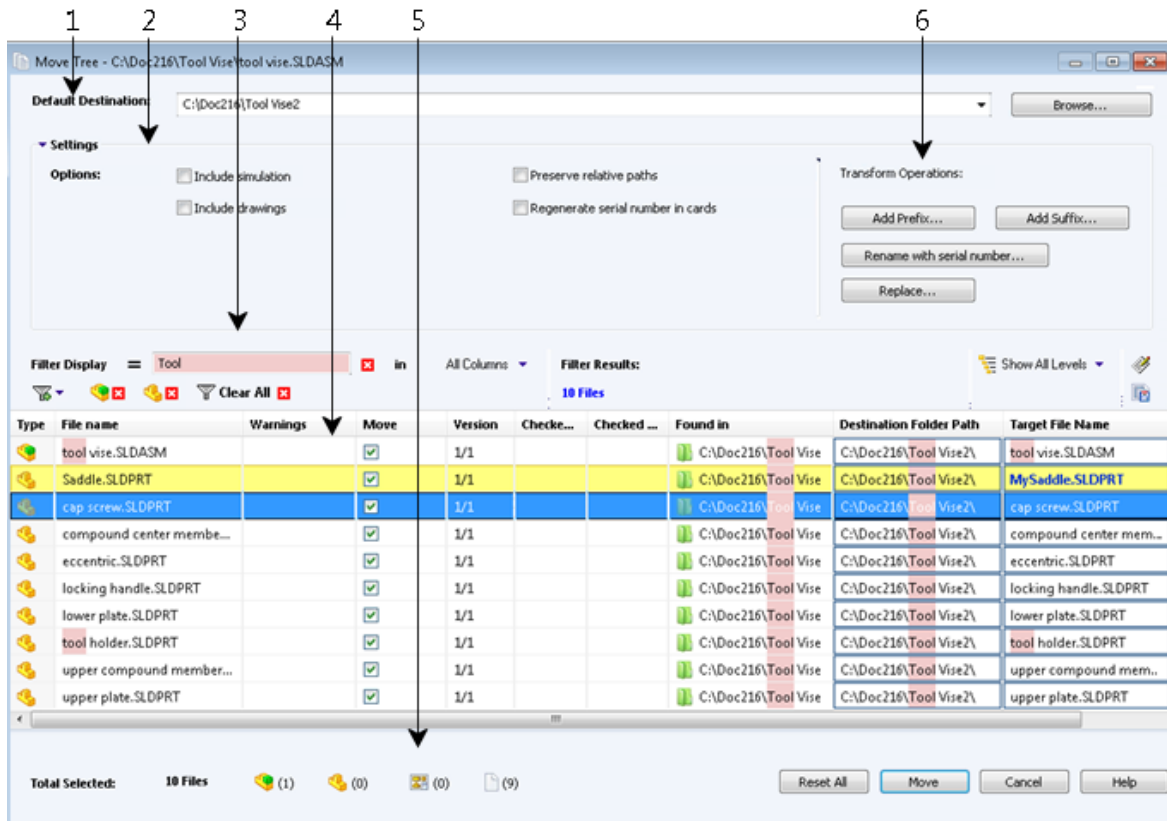 1 2 3 4 5 6
Move Tree - C:\Doc216\Tool Vise\tool vise.SLDASM
Default Destination: C:\Doc216\Tool Vise2 Browse...
Settings
Options: Include simulation Preserve relative paths Transform Operations:
Include drawings Regenerate serial number in cards
Add Prefix... Add Suffix...
Rename with serial number...
Replace...
Filter Display = Tool in All Columns Filter Results: Show All Levels
Clear All 10 Files
Type File name Warnings Move Version Checke... Checked ... Found in Destination Folder Path Target File Name
tool vise.SLDASM 1/1 C:\Doc216\Tool Vise C:\Doc216\Tool Vise2\ tool vise.SLDASM
Saddle.SLDPRT 1/1 C:\Doc216\Tool Vise C:\Doc216\Tool Vise2\ MySaddle.SLDPRT
cap screw.SLDPRT 1/1 C:\Doc216\Tool Vise C:\Doc216\Tool Vise2\ cap screw.SLDPRT
compound center membe... 1/1 C:\Doc216\Tool Vise C:\Doc216\Tool Vise2\ compound center mem...
eccentric.SLDPRT 1/1 C:\Doc216\Tool Vise C:\Doc216\Tool Vise2\ eccentric.SLDPRT
locking handle.SLDPRT 1/1 C:\Doc216\Tool Vise C:\Doc216\Tool Vise2\ locking handle.SLDPRT
lower plate.SLDPRT 1/1 C:\Doc216\Tool Vise C:\Doc216\Tool Vise2\ lower plate.SLDPRT
tool holder.SLDPRT 1/1 C:\Doc216\Tool Vise C:\Doc216\Tool Vise2\ tool holder.SLDPRT
upper compound member... 1/1 C:\Doc216\Tool Vise C:\Doc216\Tool Vise2\ upper compound mem..
upper plate.SLDPRT 1/1 C:\Doc216\Tool Vise C:\Doc216\Tool Vise2\ upper plate.SLDPRT
Total Selected: 10 Files (1) (0) (0) (9) Reset All Move Cancel Help